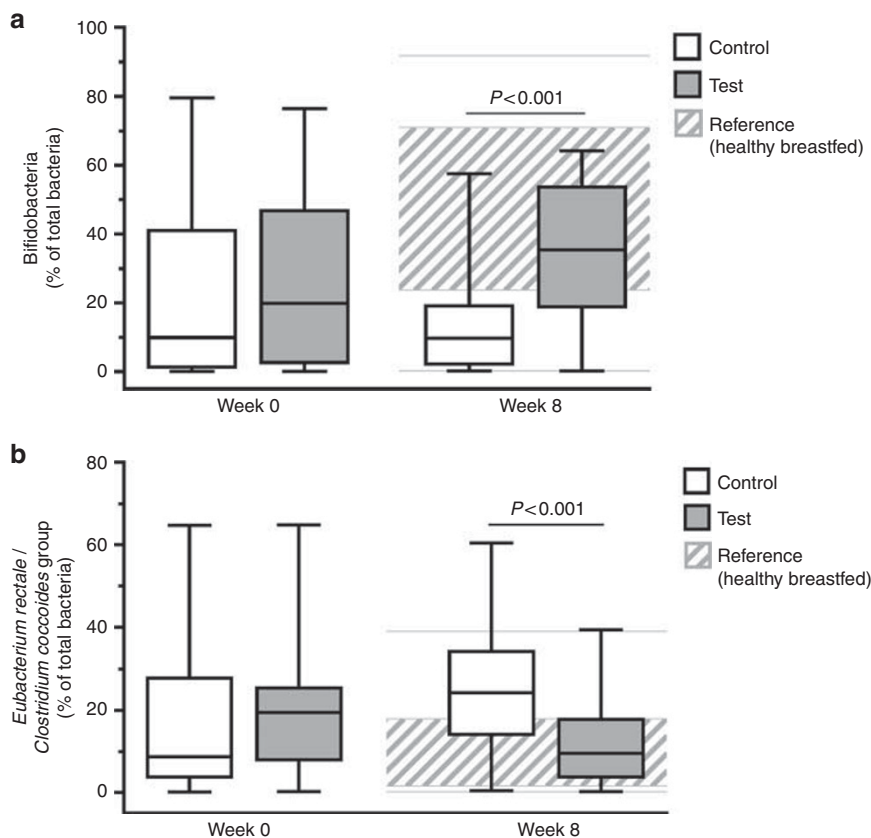 a
100
80
60
40
20
0
Bifidobacteria
(% of total bacteria)
P<0.001
Control
Test
Reference
(healthy breastfed)
Week 0
Week 8
b
80
60
40
20
0
Eubacterium rectale /
Clostridium coccoides group
(% of total bacteria)
P<0.001
Control
Test
Reference
(healthy breastfed)
Week 0
Week 8